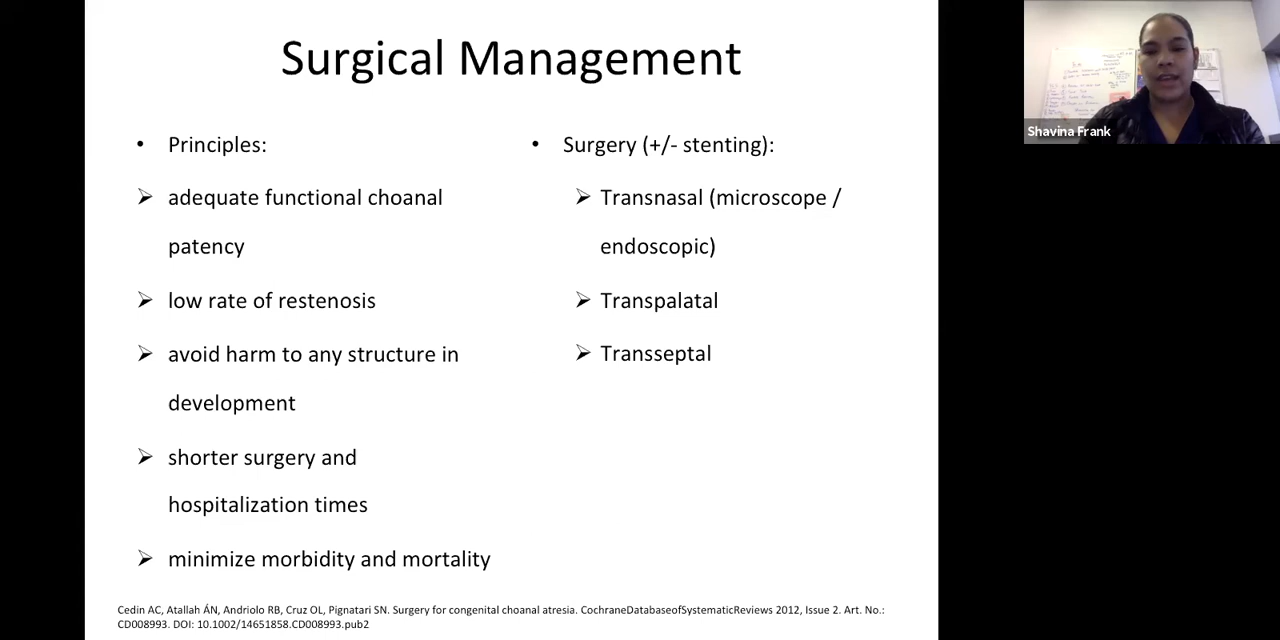 Surgical Management
• Principles:
➢ adequate functional choanal
patency
➢ low rate of restenosis
➢ avoid harm to any structure in
development
➢ shorter surgery and
hospitalization times
➢ minimize morbidity and mortality
• Surgery (+/- stenting):
➢ Transnasal (microscope /
endoscopic)
➢ Transpalatal
➢ Transseptal
Cedin AC, Atallah ÁN, Andriolo RB, Cruz OL, Pignatari SN. Surgery for congenital choanal atresia. CochraneDatabaseofSystematicReviews 2012, Issue 2. Art. No.:
CD008993. DOI: 10.1002/14651858.CD008993.pub2
Shavina Frank